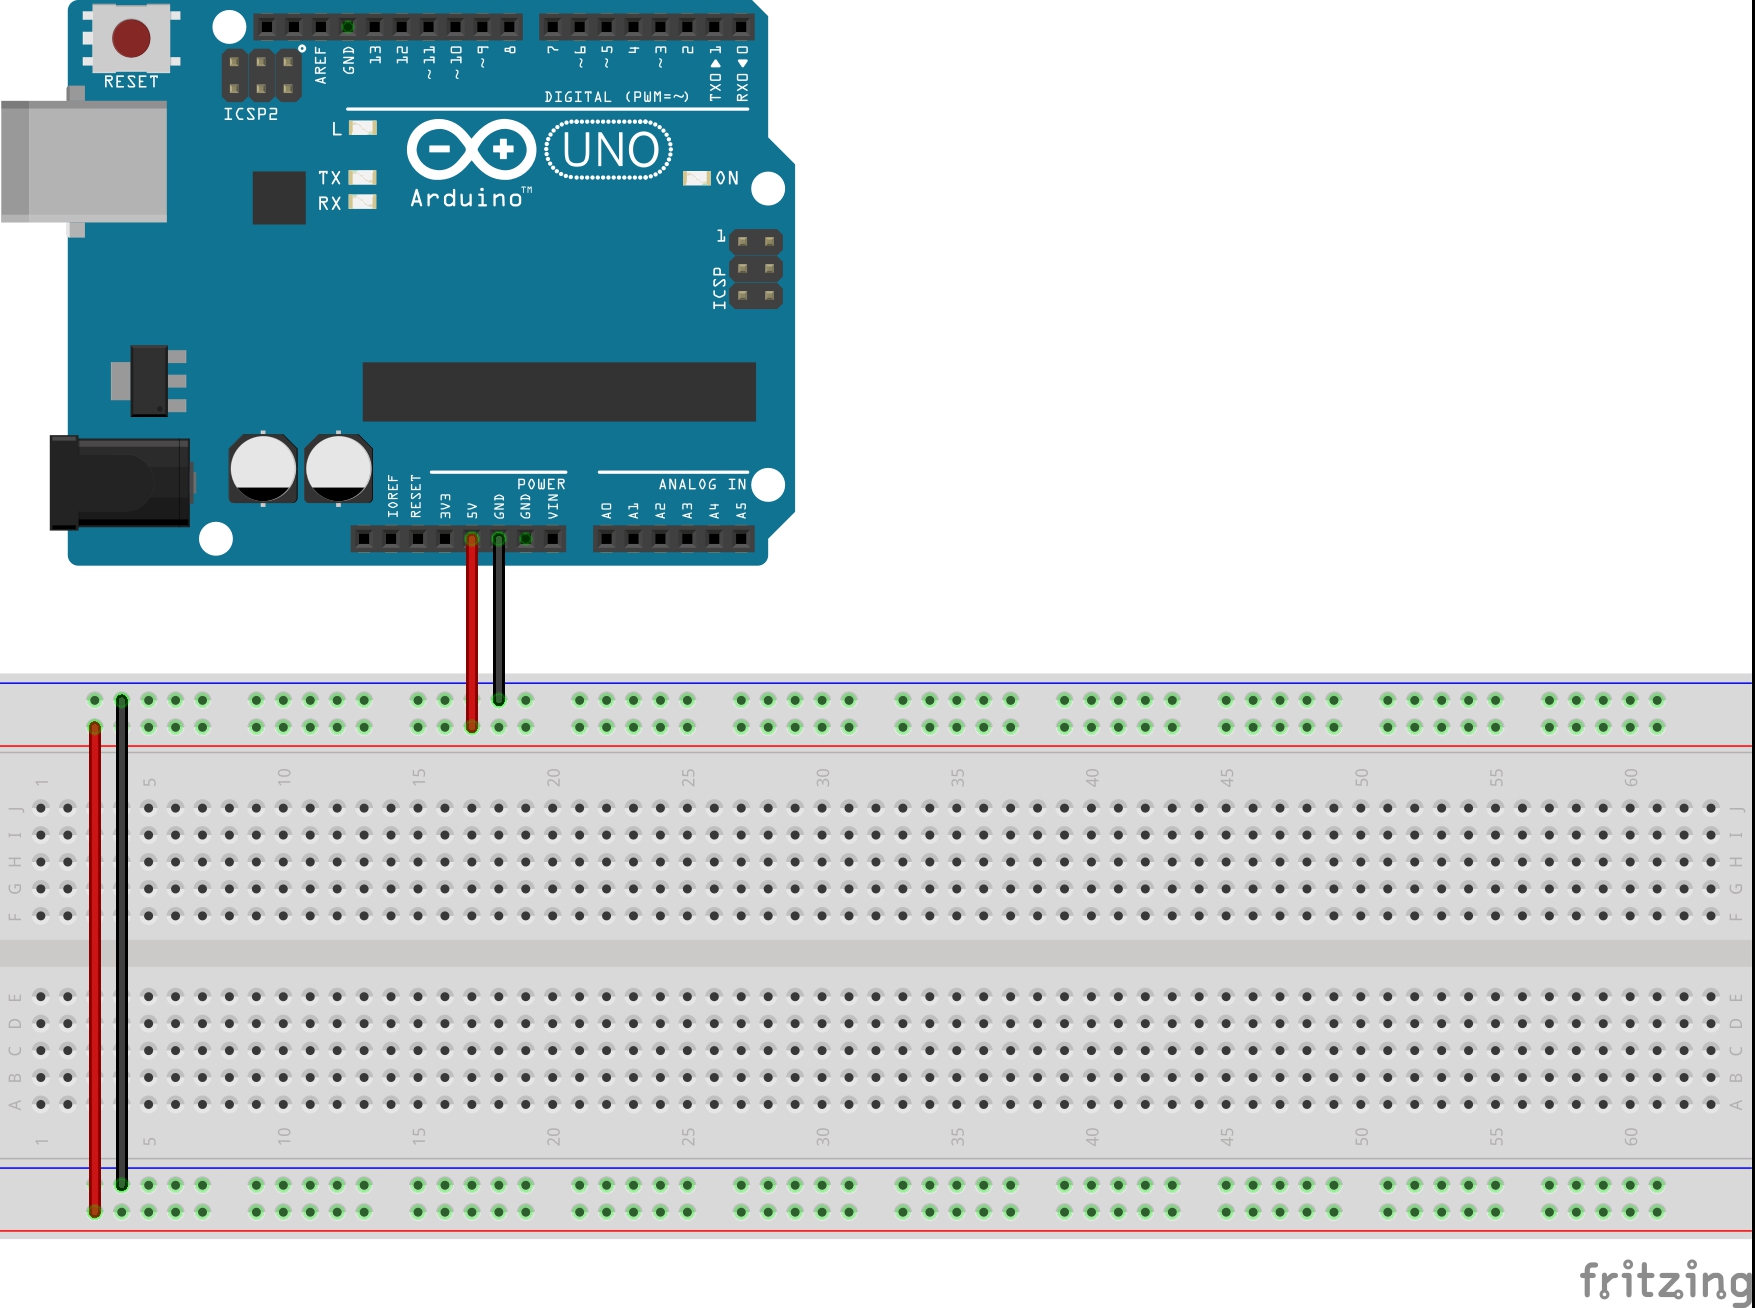 RESET
ICSP2
AREF
GND
13
12
~11
~10
~9
8
7
~6
~5
4
~3
2
TX0▶1
RX0◀0
DIGITAL (PWM=~)
L
TX
RX
UNO
Arduino™
ON
1
ICSP
POWER
ANALOG IN
IOREF
RESET
3V3
5V
GND
GND
VIN
A0
A1
A2
A3
A4
A5
1 5 10 15 20 25 30 35 40 45 50 55 60
J J
I I
H H
G G
F F
E E
D D
C C
B B
A A
1 5 10 15 20 25 30 35 40 45 50 55 60
fritzing